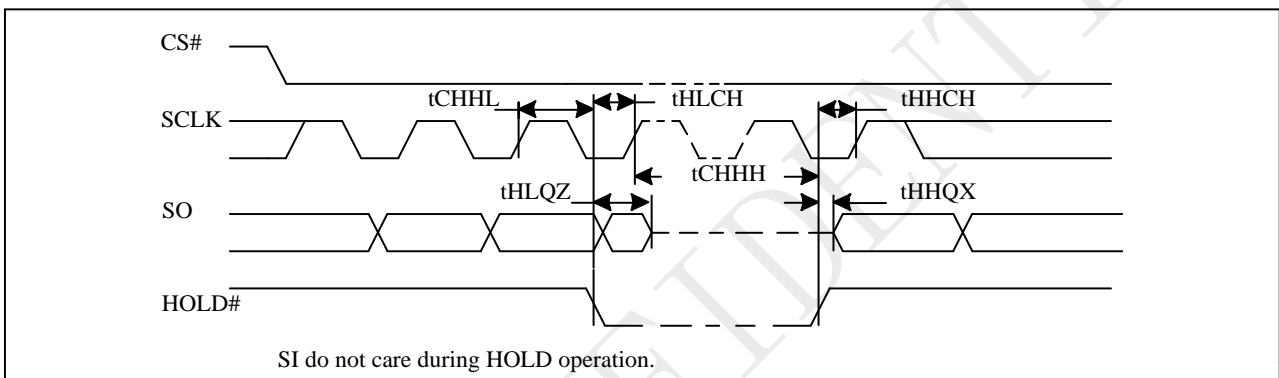 CS#
tCHHL tHLCH tHHCH
SCLK
tCHHH
tHLQZ tHHQX
SO
HOLD#
SI do not care during HOLD operation.